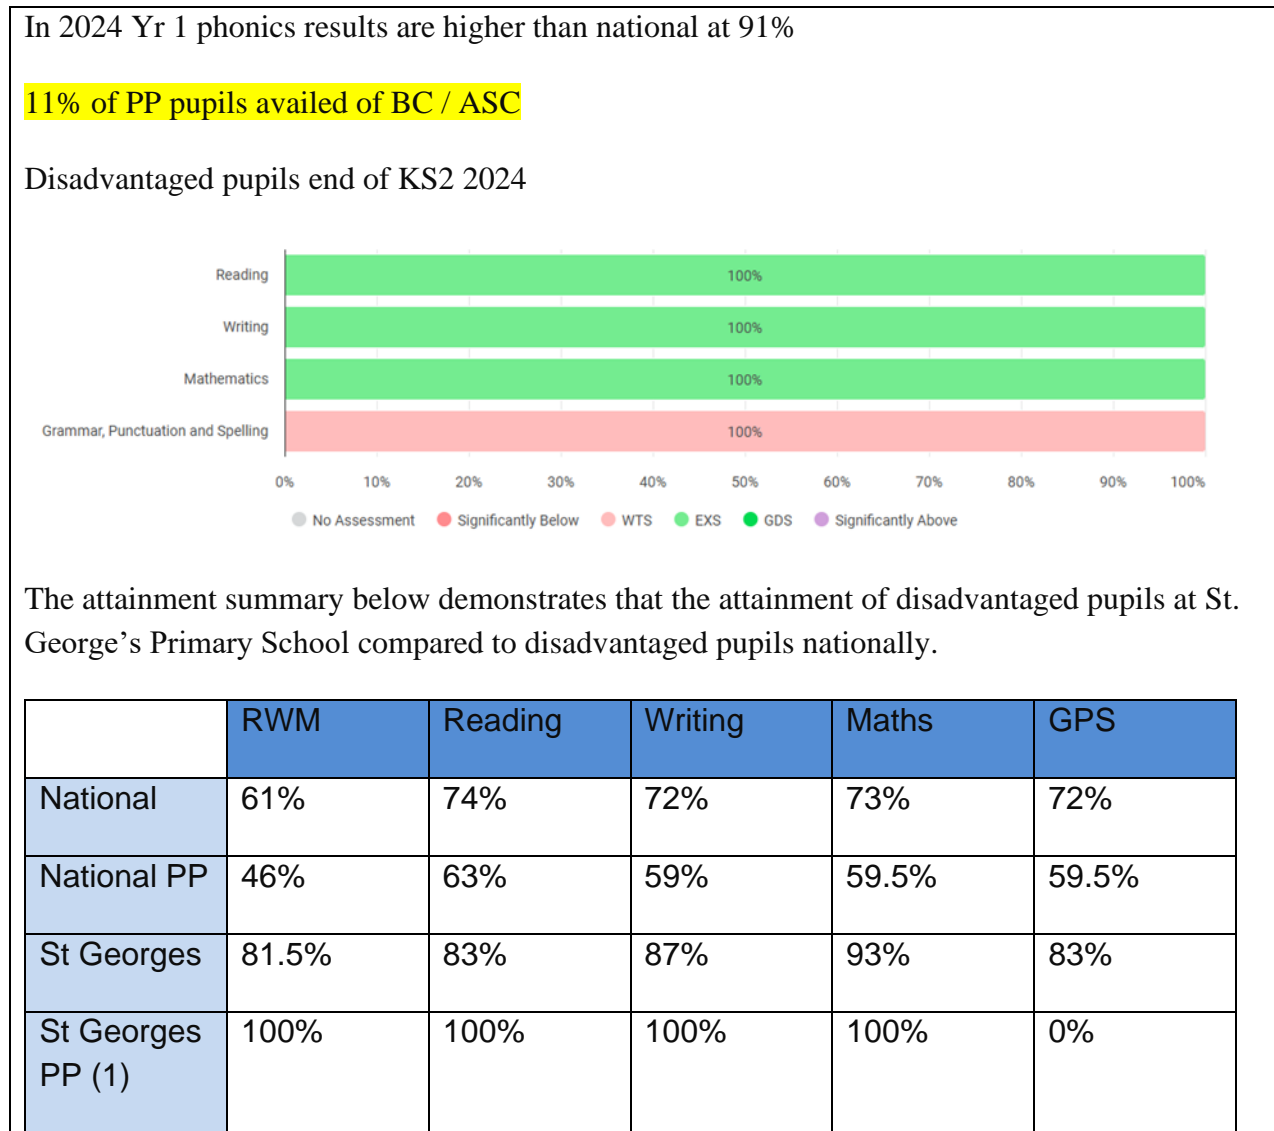 In 2024 Yr 1 phonics results are higher than national at 91%
11% of PP pupils availed of BC / ASC
Disadvantaged pupils end of KS2 2024
Reading 100%
Writing 100%
Mathematics 100%
Grammar, Punctuation and Spelling 100%
0% 10% 20% 30% 40% 50% 60% 70% 80% 90% 100%
No Assessment Significantly Below WTS EXS GDS Significantly Above
The attainment summary below demonstrates that the attainment of disadvantaged pupils at St.
George’s Primary School compared to disadvantaged pupils nationally.
RWM Reading Writing Maths GPS
National 61% 74% 72% 73% 72%
National PP 46% 63% 59% 59.5% 59.5%
St Georges 81.5% 83% 87% 93% 83%
St Georges 100% 100% 100% 100% 0%
PP (1)